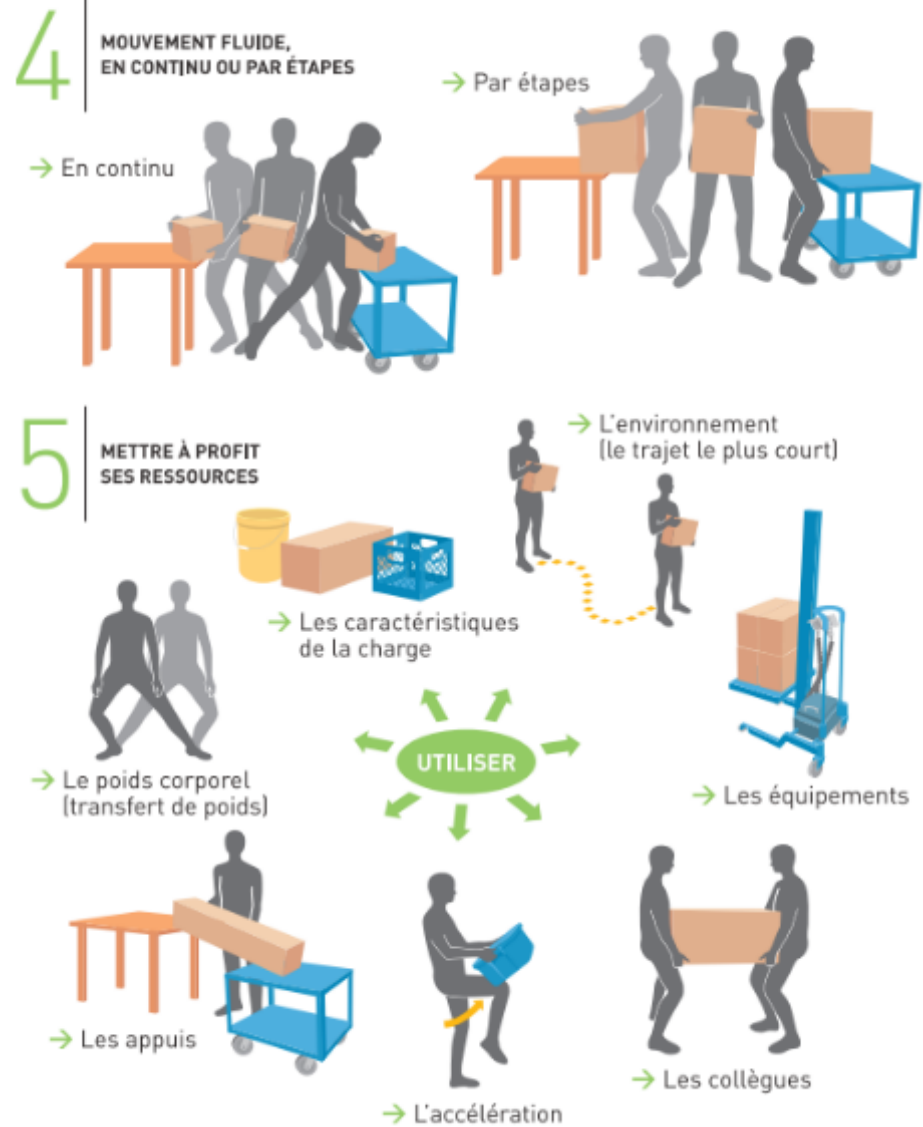 4
MOUVEMENT FLUIDE,
EN CONTINU OU PAR ÉTAPES
→ Par étapes
→ En continu
5
METTRE À PROFIT
SES RESSOURCES
→ L'environnement
(le trajet le plus court)
→ Les caractéristiques
de la charge
→ Le poids corporel
(transfert de poids)
UTILISER
→ Les équipements
→ Les appuis
→ L'accélération
→ Les collègues